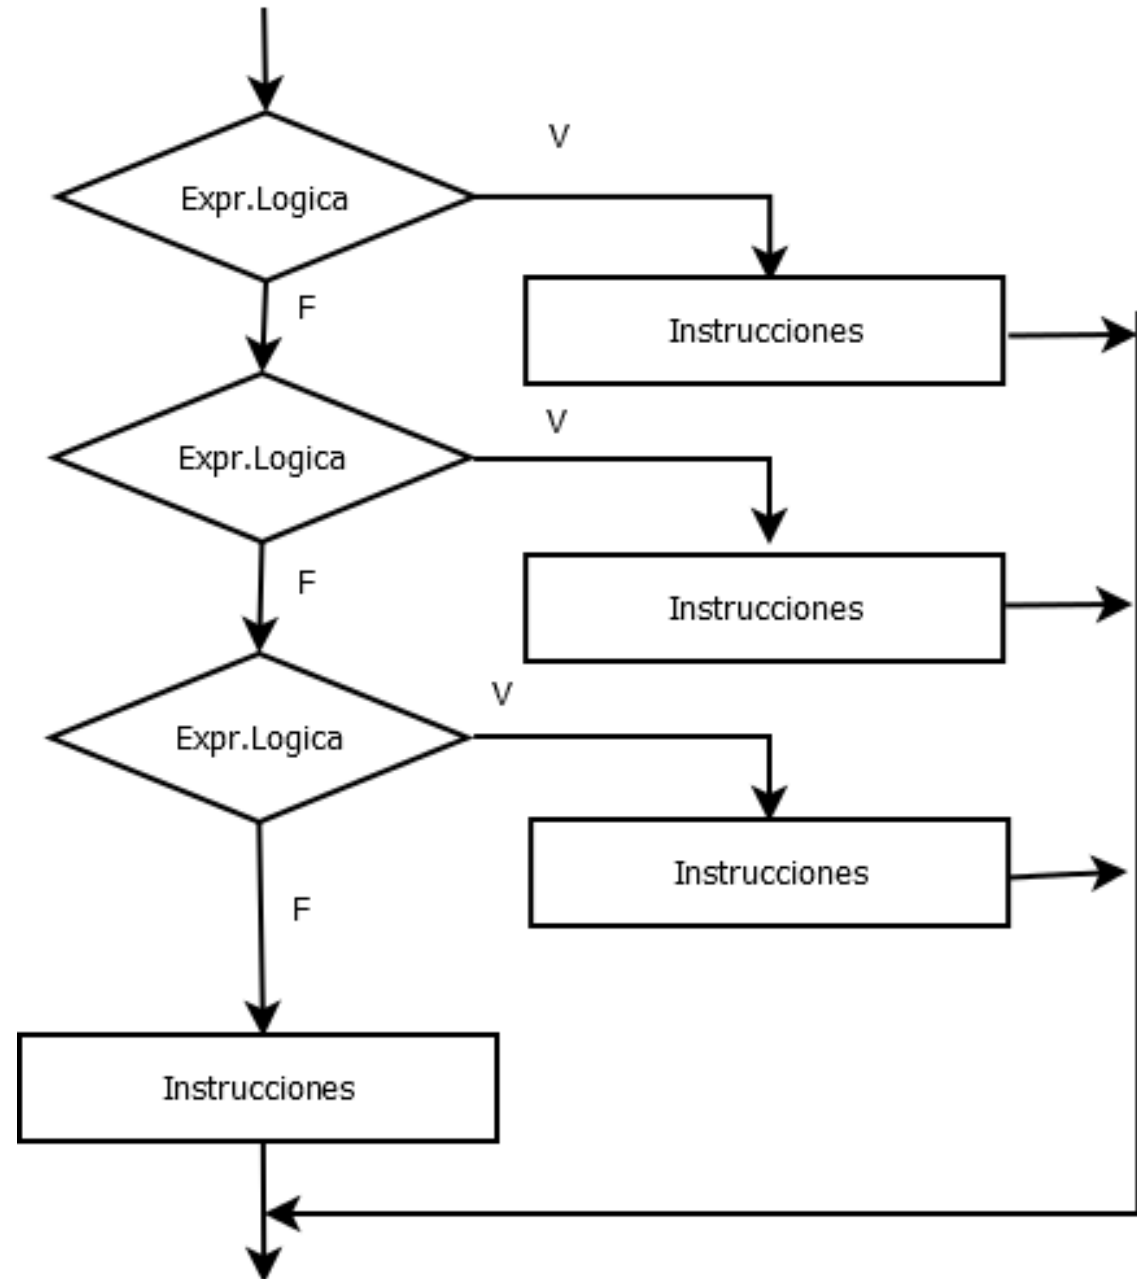 V
Expr.Logica
F
Instrucciones
V
Expr.Logica
F
Instrucciones
V
Expr.Logica
Instrucciones
F
Instrucciones